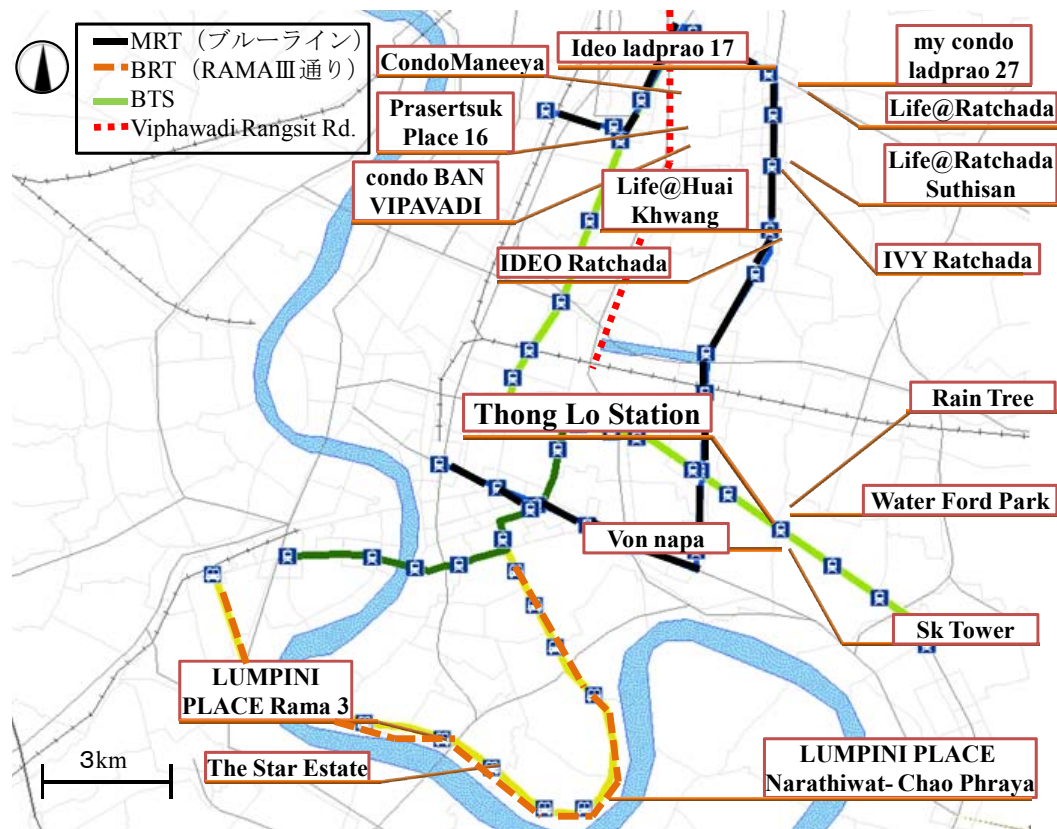 MRT（ブルーライン）
BRT（RAMAⅢ通り）
BTS
Viphawadi Rangsit Rd.
Ideo ladprao 17
my condo
ladprao 27
CondoManeeya
Life@Ratchada
Prasertsuk
Place 16
Life@Ratchada
Suthisan
condo BAN
VIPAVADI
Life@Huai
Khwang
IDEO Ratchada
IVY Ratchada
Thong Lo Station
Rain Tree
Water Ford Park
Von napa
Sk Tower
LUMPINI
PLACE Rama 3
The Star Estate
LUMPINI PLACE
Narathiwat- Chao Phraya
3km